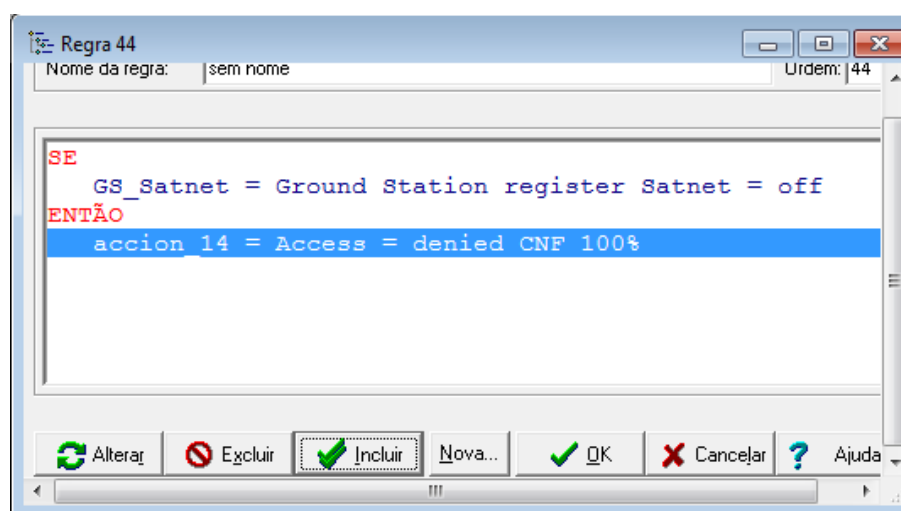 Regra 44
Nome da regra: sem nome Ordem: 44
SE
GS_Satnet = Ground Station register Satnet = off
ENTÃO
accion_14 = Access = denied CNF 100%
Alterar Excluir Incluir Nova... OK Cancelar Ajuda